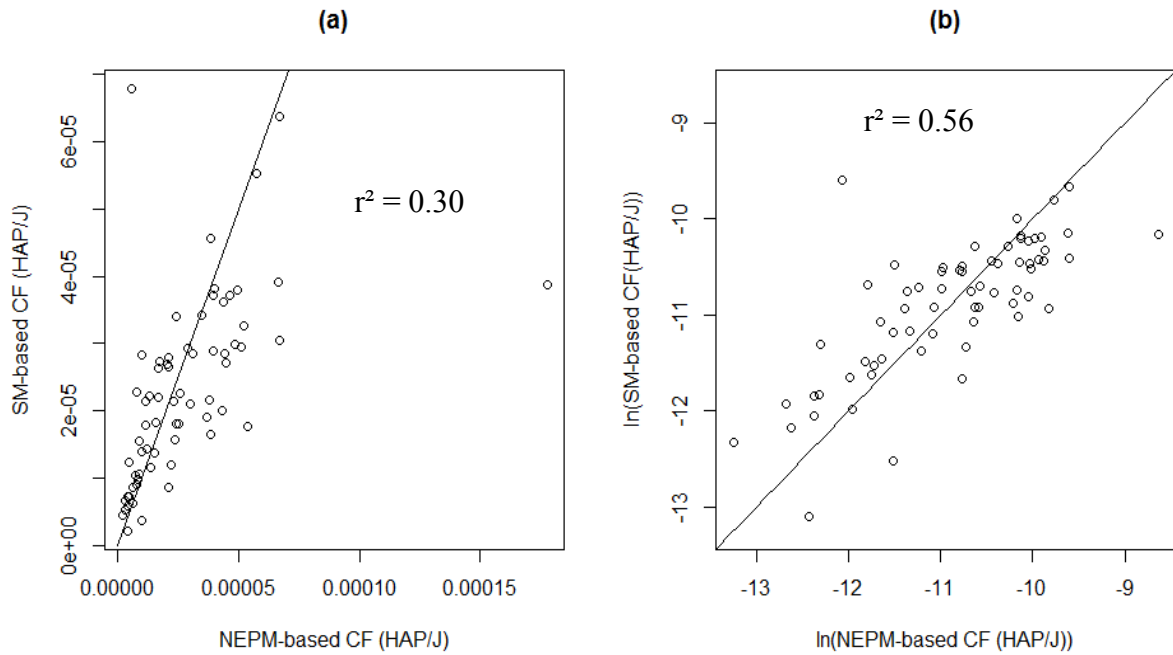 (a)
r² = 0.30
SM-based CF (HAP/J)
0e+00
2e-05
4e-05
6e-05
0.00000
0.00005
0.00010
0.00015
NEPM-based CF (HAP/J)
(b)
r² = 0.56
ln(SM-based CF(HAP/J))
-13
-12
-11
-10
-9
-13
-12
-11
-10
-9
ln(NEPM-based CF (HAP/J))